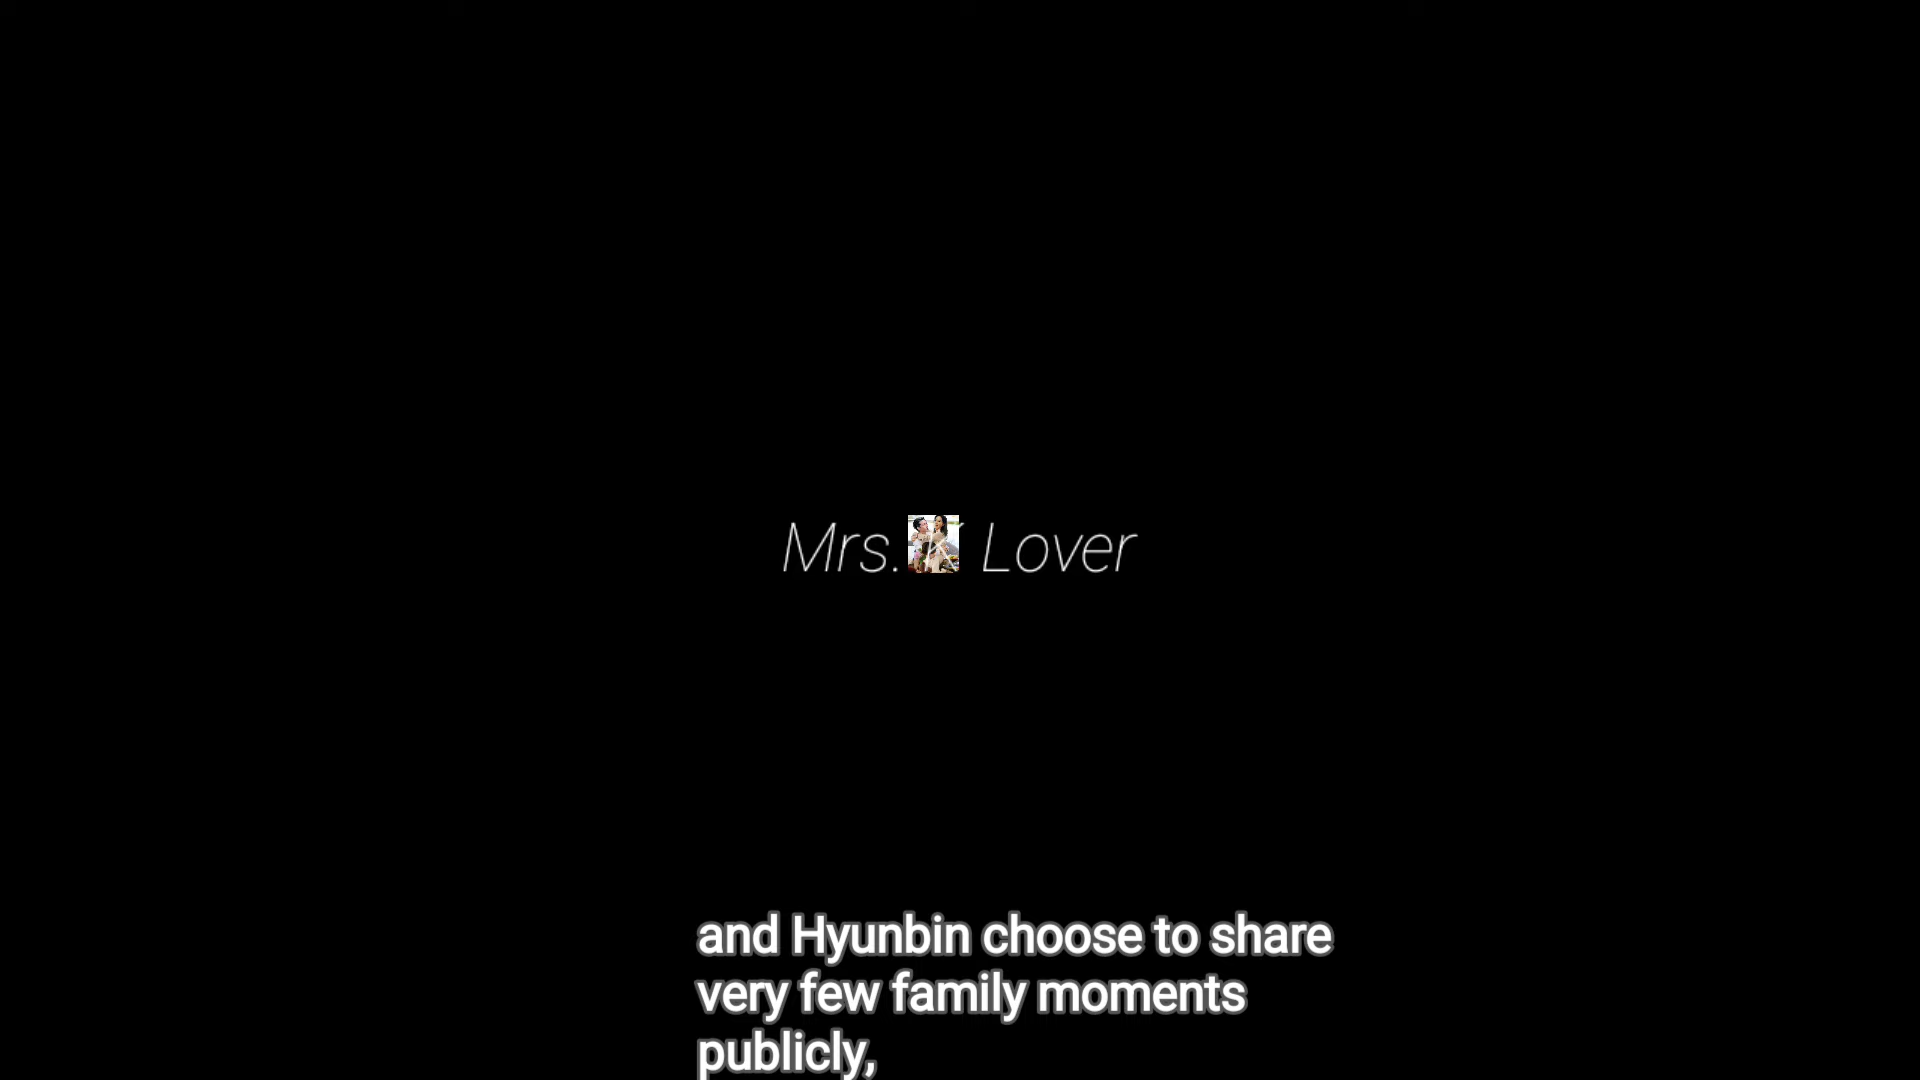 Mrs. K Lover
and Hyunbin choose to share
very few family moments
publicly,